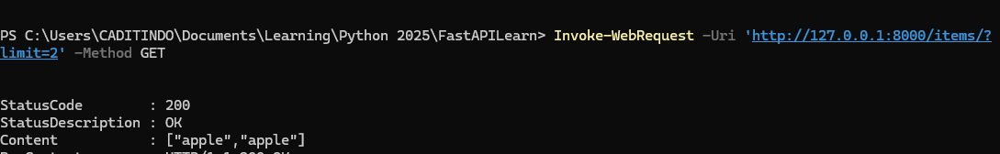 PS C:\Users\CADITINDO\Documents\Learning\Python 2025\FastAPILearn> Invoke-WebRequest -Uri 'http://127.0.0.1:8000/items/?
limit=2' -Method GET
StatusCode        : 200
StatusDescription : OK
Content           : ["apple","apple"]